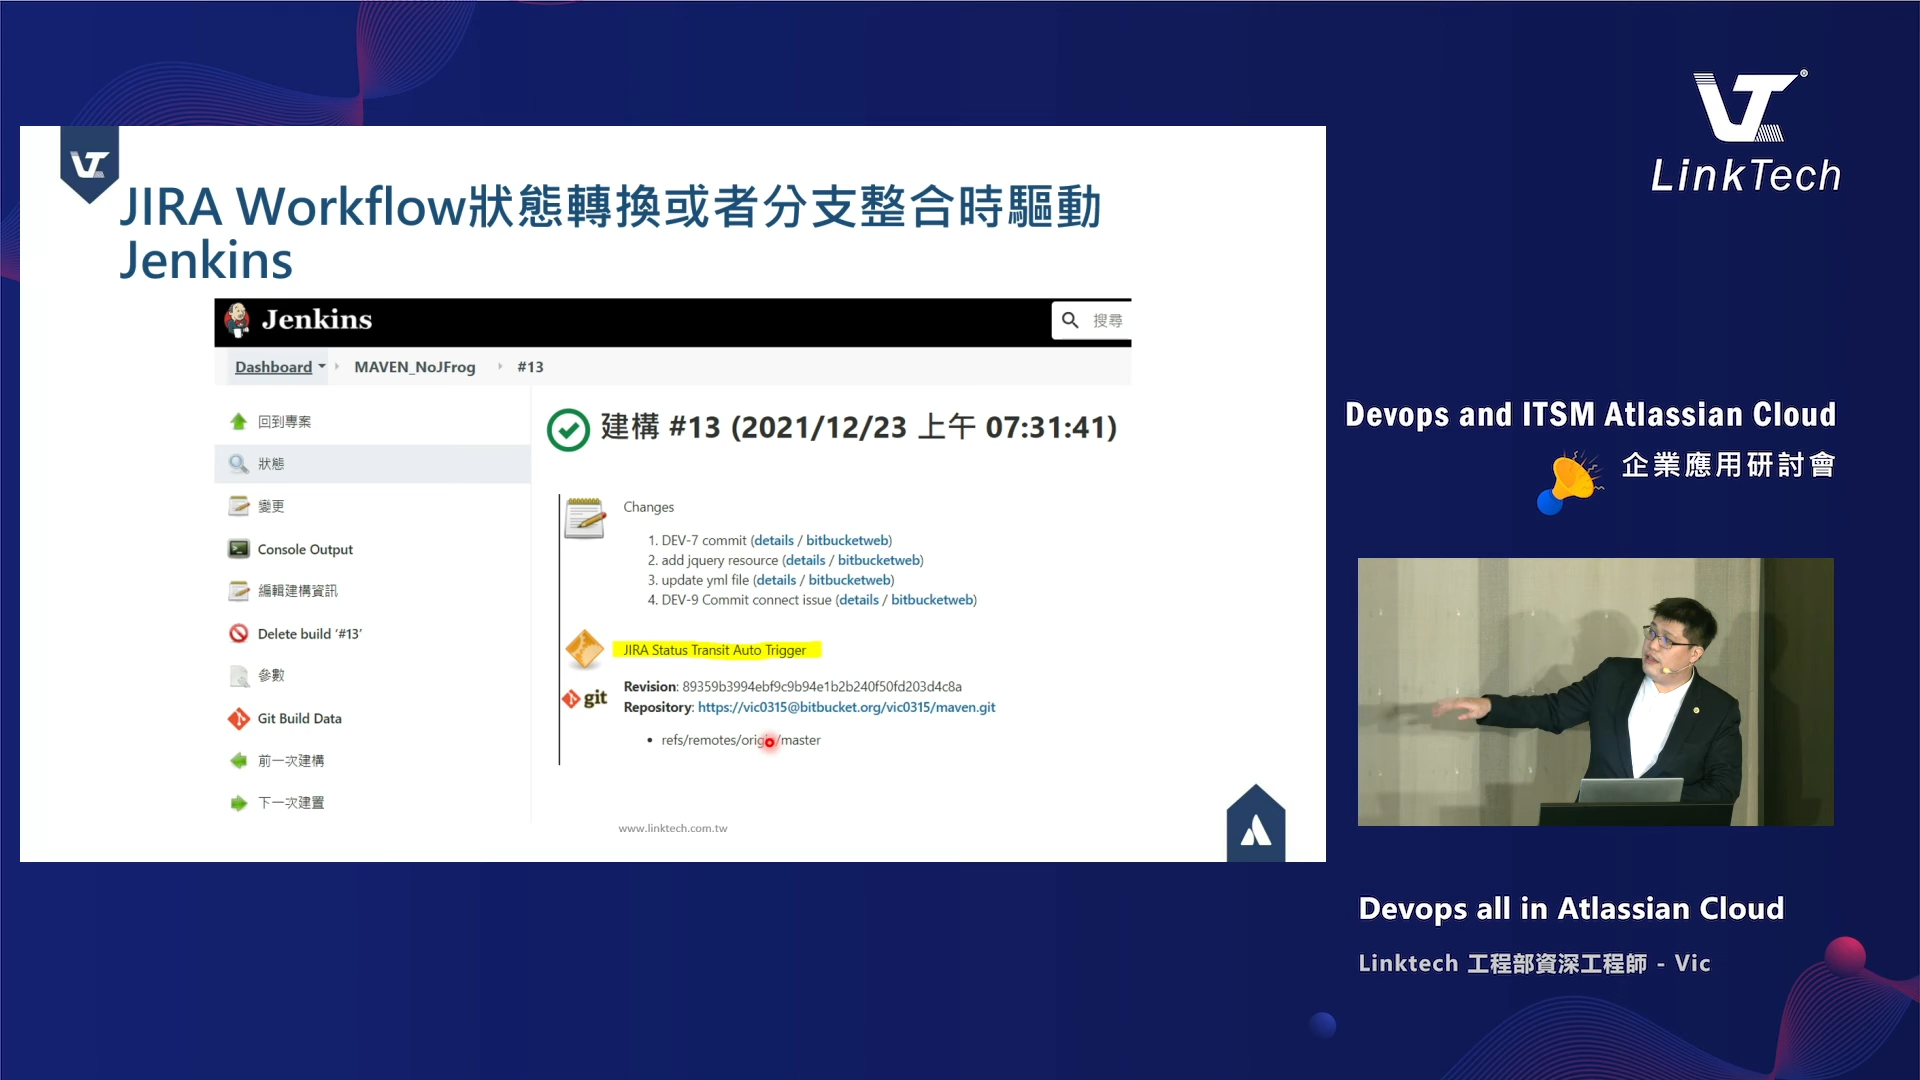 JIRA Workflow狀態轉換或者分支整合時驅動
Jenkins
Jenkins
搜尋
Dashboard
MAVEN_NoJFrog
#13
回到專案
狀態
變更
Console Output
編輯建構資訊
Delete build ‘#13’
參數
Git Build Data
前一次建構
下一次建置
建構 #13 (2021/12/23 上午 07:31:41)
Changes
1. DEV-7 commit (details / bitbucketweb)
2. add jquery resource (details / bitbucketweb)
3. update yml file (details / bitbucketweb)
4. DEV-9 Commit connect issue (details / bitbucketweb)
JIRA Status Transit Auto Trigger
git
Revision: 89359b3994ebf9c9b94e1b2b240f50fd203d4c8a
Repository: https://vic0315@bitbucket.org/vic0315/maven.git
• refs/remotes/origin/master
www.linktech.com.tw
LinkTech
Devops and ITSM Atlassian Cloud
企業應用研討會
Devops all in Atlassian Cloud
Linktech 工程部資深工程師 - Vic